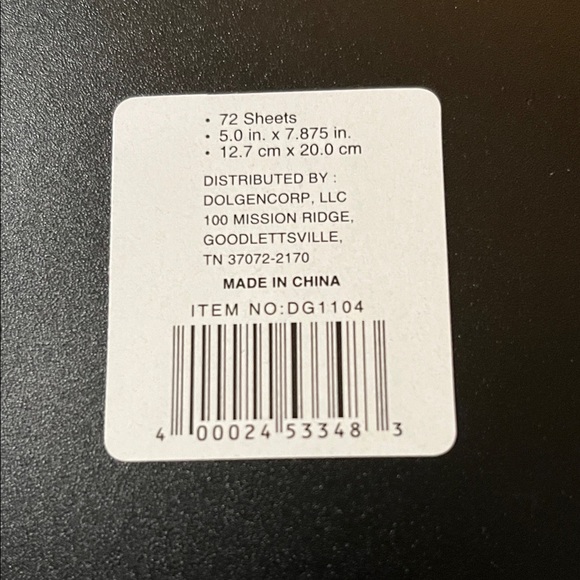 • 72 Sheets
• 5.0 in. x 7.875 in.
• 12.7 cm x 20.0 cm
DISTRIBUTED BY :
DOLGENCORP, LLC
100 MISSION RIDGE,
GOODLETTSVILLE,
TN 37072-2170
MADE IN CHINA
ITEM NO:DG1104
4 00024 53348 3